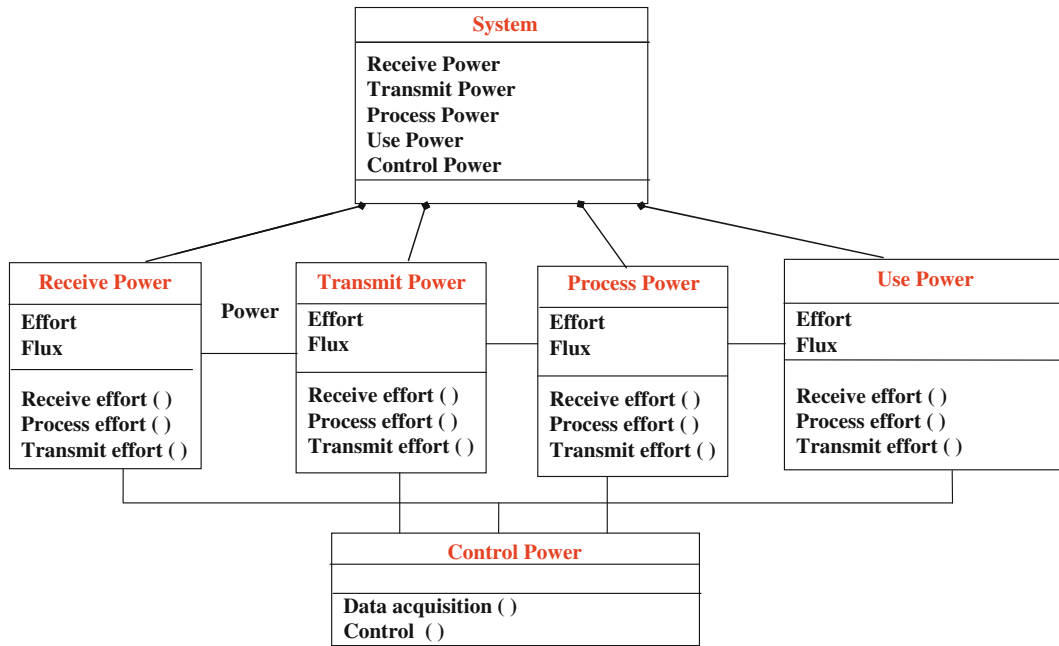 System
Receive Power
Transmit Power
Process Power
Use Power
Control Power
Receive Power
Effort
Flux
Receive effort ( )
Process effort ( )
Transmit effort ( )
Power
Transmit Power
Effort
Flux
Receive effort ( )
Process effort ( )
Transmit effort ( )
Process Power
Effort
Flux
Receive effort ( )
Process effort ( )
Transmit effort ( )
Use Power
Effort
Flux
Receive effort ( )
Process effort ( )
Transmit effort ( )
Control Power
Data acquisition ( )
Control ( )